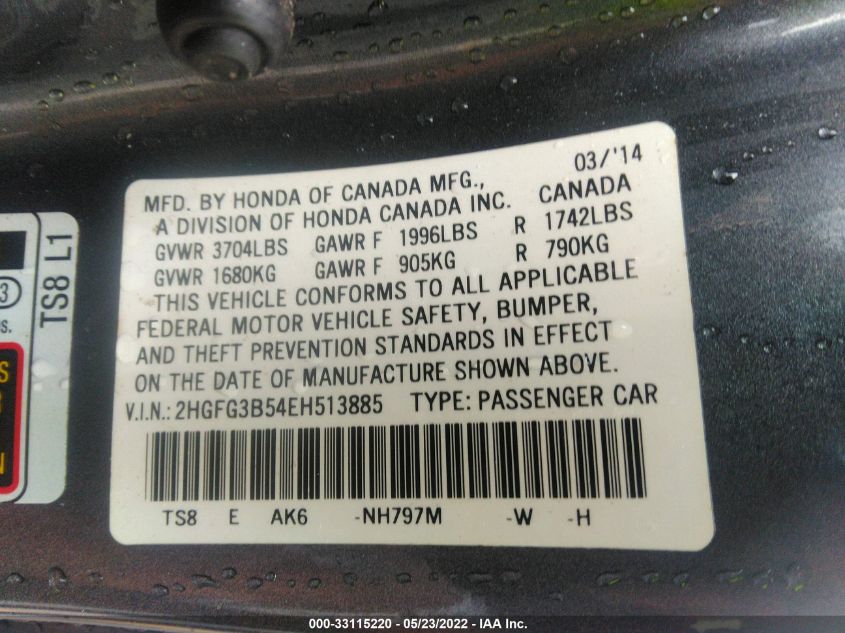 03/'14
MFD. BY HONDA OF CANADA MFG.,
A DIVISION OF HONDA CANADA INC. CANADA
GVWR 3704LBS GAWR F 1996LBS R 1742LBS
GVWR 1680KG GAWR F 905KG R 790KG
THIS VEHICLE CONFORMS TO ALL APPLICABLE
FEDERAL MOTOR VEHICLE SAFETY, BUMPER,
AND THEFT PREVENTION STANDARDS IN EFFECT
ON THE DATE OF MANUFACTURE SHOWN ABOVE.
V.I.N.: 2HGFG3B54EH513885 TYPE: PASSENGER CAR
TS8 E AK6 -NH797M -W -H
TS8 L1
3
S
N
000-33115220 - 05/23/2022 - IAA Inc.